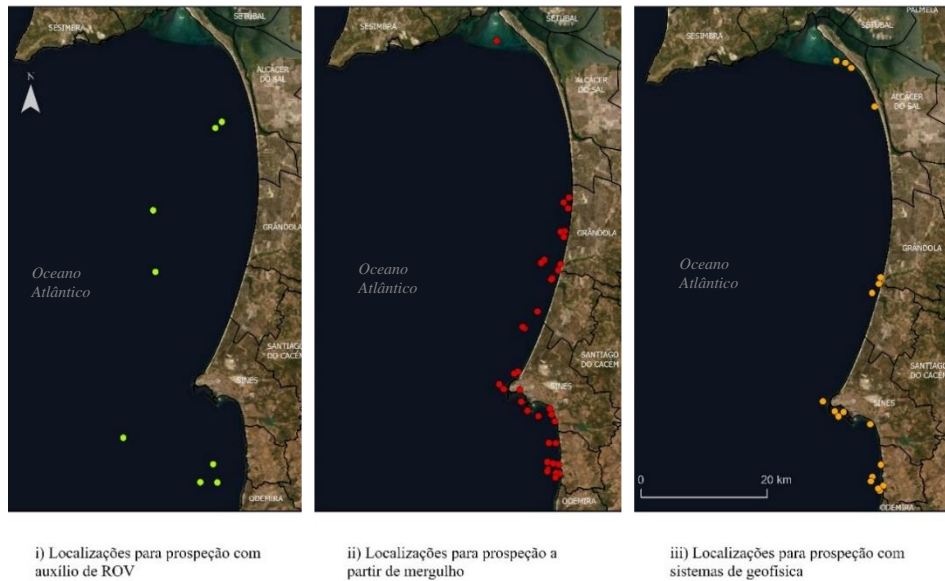 SESIMBRA
SETÚBAL
ALCÁCER
DO SAL
N
GRÂNDOLA
Oceano
Atlântico
SANTIAGO
DO CACÉM
SINES
ODEMIRA
i) Localizações para prospeção com
auxílio de ROV
SESIMBRA
SETÚBAL
ALCÁCER
DO SAL
GRÂNDOLA
Oceano
Atlântico
SANTIAGO
DO CACÉM
SINES
ODEMIRA
ii) Localizações para prospeção a
partir de mergulho
PALMELA
SETÚBAL
SESIMBRA
ALCÁCER
DO SAL
GRÂNDOLA
Oceano
Atlântico
SANTIAGO
DO CACÉM
SINES
0
20 km
ODEMIRA
iii) Localizações para prospeção com
sistemas de geofísica